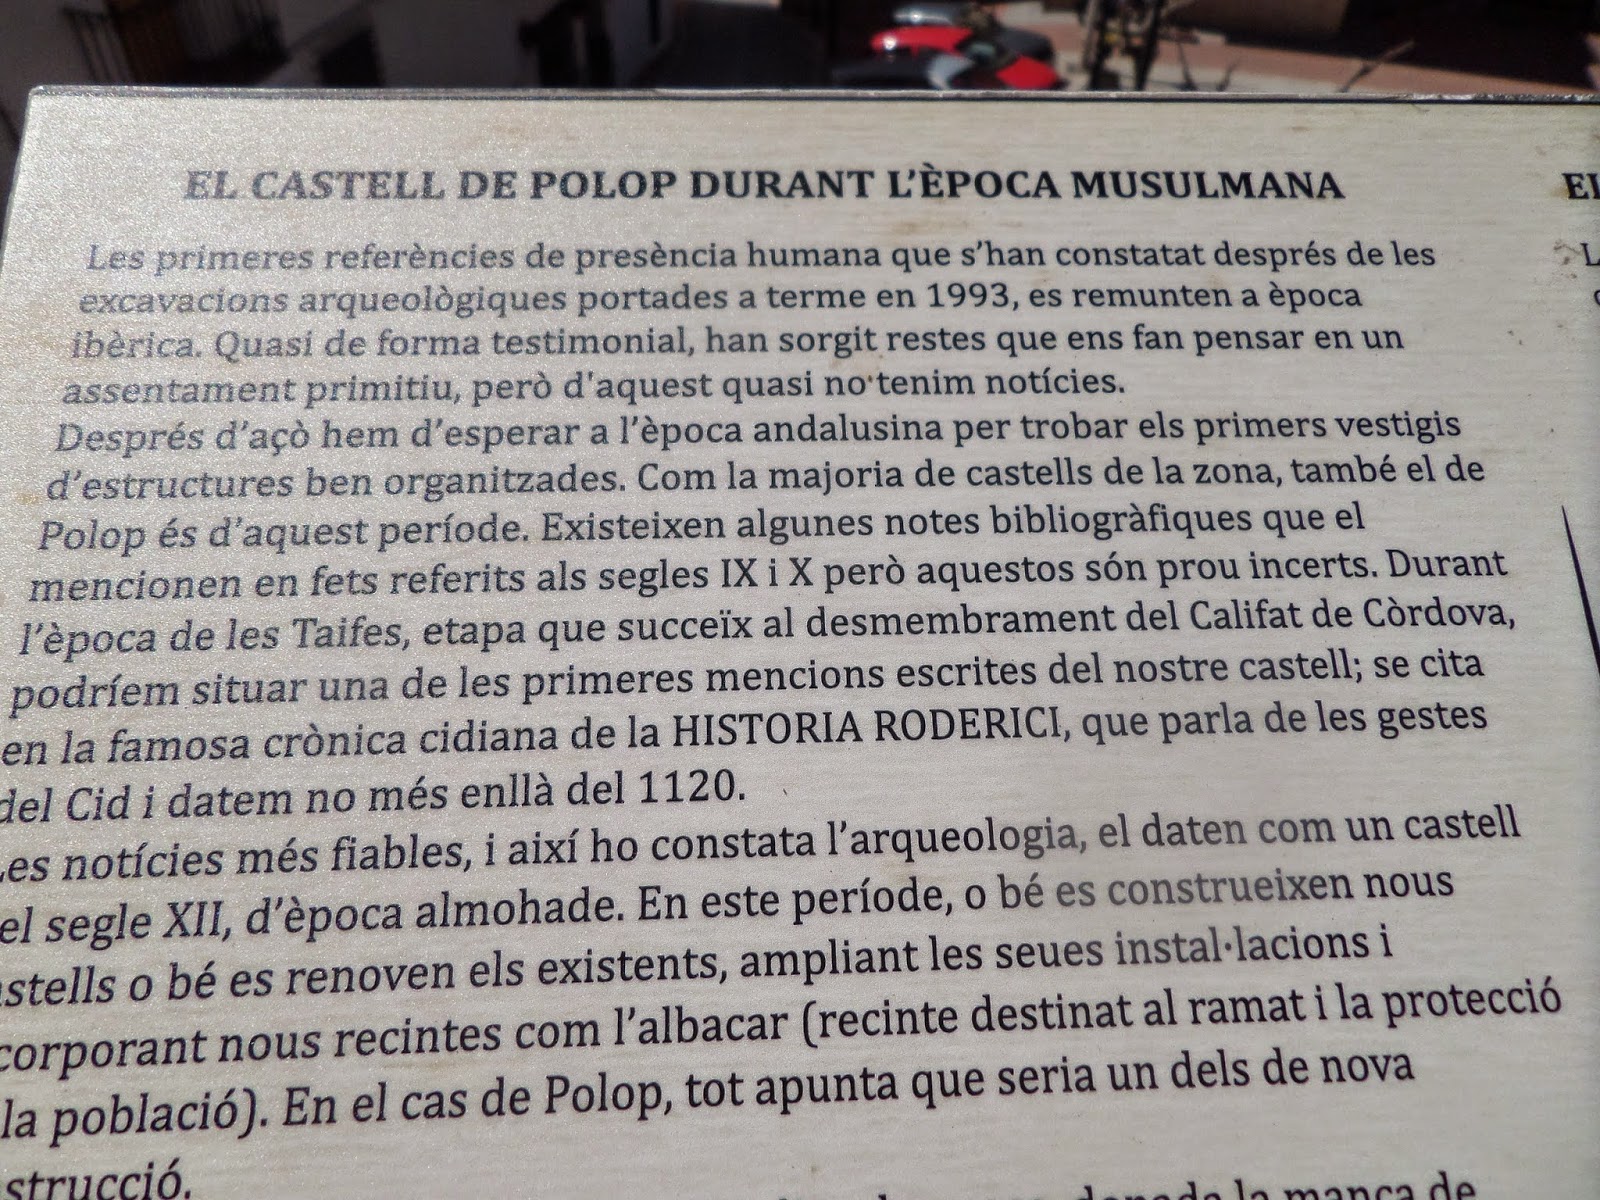 EL CASTELL DE POLOP DURANT L'ÈPOCA MUSULMANA
Les primeres referències de presència humana que s'han constatat després de les
excavacions arqueològiques portades a terme en 1993, es remunten a època
ibèrica. Quasi de forma testimonial, han sorgit restes que ens fan pensar en un
assentament primitiu, però d'aquest quasi no tenim notícies.
Després d'açò hem d'esperar a l'època andalusina per trobar els primers vestigis
d'estructures ben organitzades. Com la majoria de castells de la zona, també el de
Polop és d'aquest període. Existeixen algunes notes bibliogràfiques que el
mencionen en fets referits als segles IX i X però aquestos són prou incerts. Durant
l'època de les Taifes, etapa que succeïx al desmembrament del Califat de Còrdova,
podríem situar una de les primeres mencions escrites del nostre castell; se cita
en la famosa crònica cidiana de la HISTORIA RODERICI, que parla de les gestes
del Cid i datem no més enllà del 1120.
Les notícies més fiables, i així ho constata l'arqueologia, el daten com un castell
el segle XII, d'època almohade. En este període, o bé es construeixen nous
stells o bé es renoven els existents, ampliant les seues instal·lacions i
corporant nous recintes com l'albacar (recinte destinat al ramat i la protecció
la població). En el cas de Polop, tot apunta que seria un dels de nova
strucció.
la manca de
EL
L